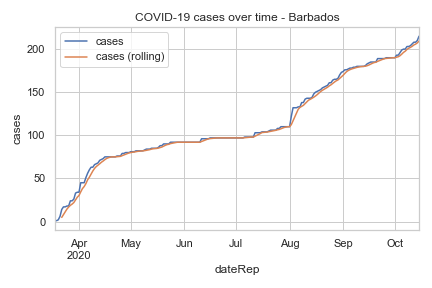 COVID-19 cases over time - Barbados
cases
cases (rolling)
200
150
100
50
0
cases
Apr May Jun Jul Aug Sep Oct
2020
dateRep